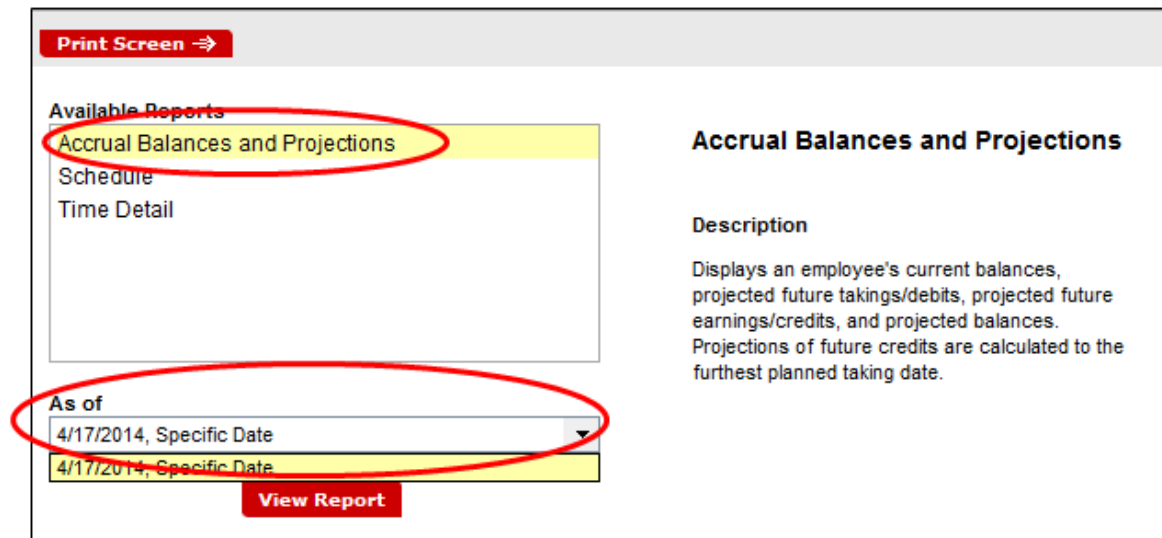 Print Screen
Available Reports
Accrual Balances and Projections
Schedule
Time Detail
As of
4/17/2014, Specific Date
4/17/2014, Specific Date
View Report
Accrual Balances and Projections
Description
Displays an employee's current balances,
projected future takings/debits, projected future
earnings/credits, and projected balances.
Projections of future credits are calculated to the
furthest planned taking date.